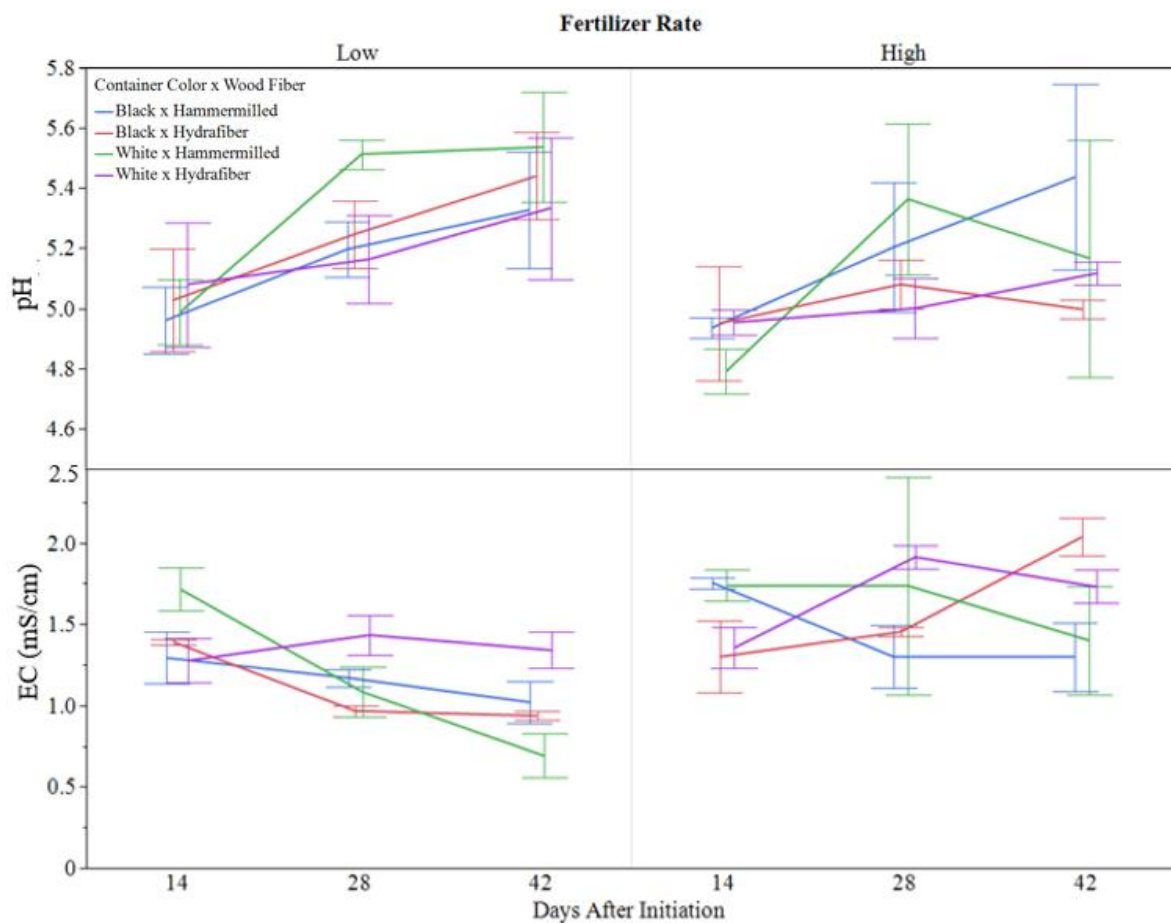 Fertilizer Rate
Low High
Container Color x Wood Fiber
Black x Hammermilled
Black x Hydrafiber
White x Hammermilled
White x Hydrafiber
5.8
5.6
5.4
5.2
5.0
4.8
4.6
pH
2.5
2.0
1.5
1.0
0.5
0
EC (mS/cm)
14 28 42 14 28 42
Days After Initiation